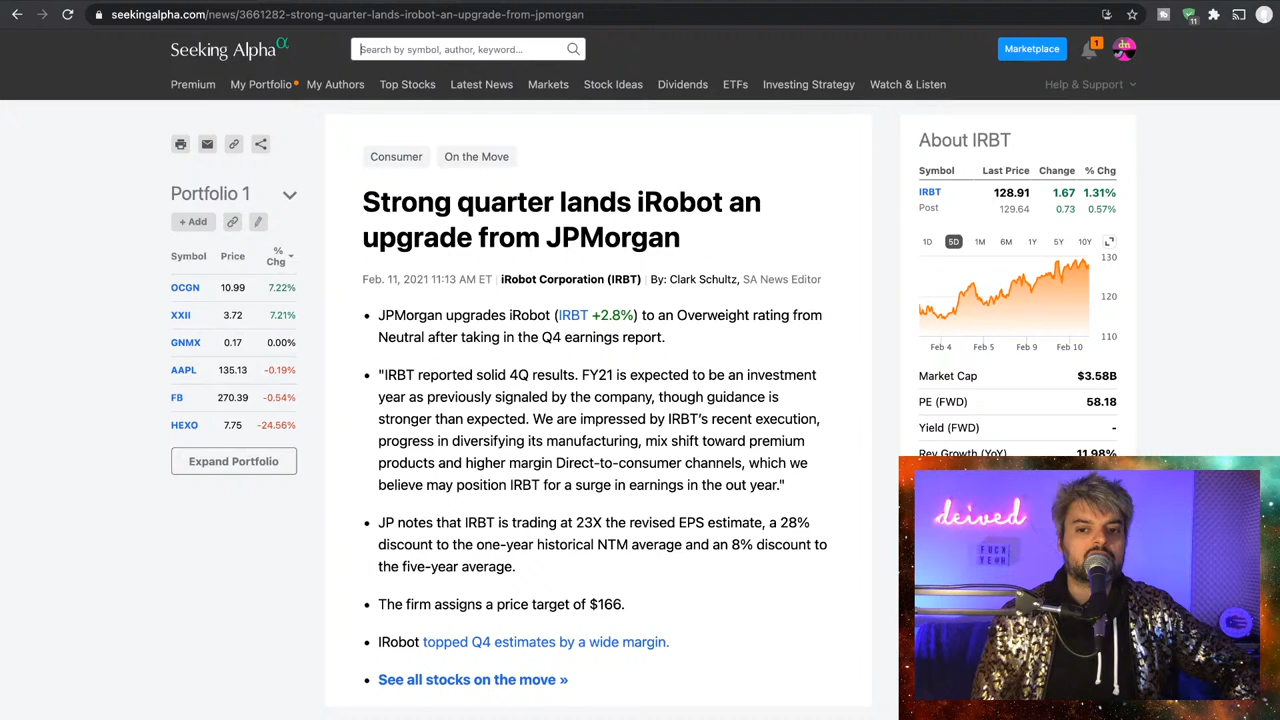 seekingalpha.com/news/3661282-strong-quarter-lands-irobot-an-upgrade-from-jpmorgan
11
Seeking Alpha α
Search by symbol, author, keyword...
Marketplace
1
dn
Premium My Portfolio My Authors Top Stocks Latest News Markets Stock Ideas Dividends ETFs Investing Strategy Watch & Listen Help & Support
Portfolio 1
+ Add
Symbol Price % Chg
OCGN 10.99 7.22%
XXII 3.72 7.21%
GNMX 0.17 0.00%
AAPL 135.13 -0.19%
FB 270.39 -0.54%
HEXO 7.75 -24.56%
Expand Portfolio
Consumer On the Move
Strong quarter lands iRobot an
upgrade from JPMorgan
Feb. 11, 2021 11:13 AM ET | iRobot Corporation (IRBT) | By: Clark Schultz, SA News Editor
• JPMorgan upgrades iRobot (IRBT +2.8%) to an Overweight rating from
Neutral after taking in the Q4 earnings report.
• "IRBT reported solid 4Q results. FY21 is expected to be an investment
year as previously signaled by the company, though guidance is
stronger than expected. We are impressed by IRBT's recent execution,
progress in diversifying its manufacturing, mix shift toward premium
products and higher margin Direct-to-consumer channels, which we
believe may position IRBT for a surge in earnings in the out year."
• JP notes that IRBT is trading at 23X the revised EPS estimate, a 28%
discount to the one-year historical NTM average and an 8% discount to
the five-year average.
• The firm assigns a price target of $166.
• IRobot topped Q4 estimates by a wide margin.
• See all stocks on the move »
About IRBT
Symbol Last Price Change % Chg
IRBT 128.91 1.67 1.31%
Post 129.64 0.73 0.57%
1D 5D 1M 6M 1Y 5Y 10Y
130
120
110
Feb 4 Feb 5 Feb 9 Feb 10
Market Cap $3.58B
PE (FWD) 58.18
Yield (FWD) -
Rev Growth (YoY) 11.98%
deived
FUCK
YEAH